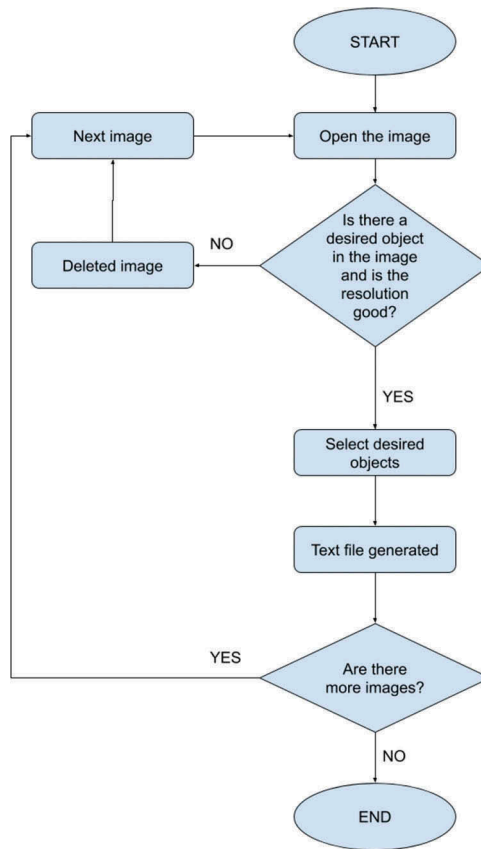 START
Next image
Open the image
Is there a
desired object
in the image
and is the
resolution
good?
NO
Deleted image
YES
Select desired
objects
Text file generated
YES
Are there
more images?
NO
END